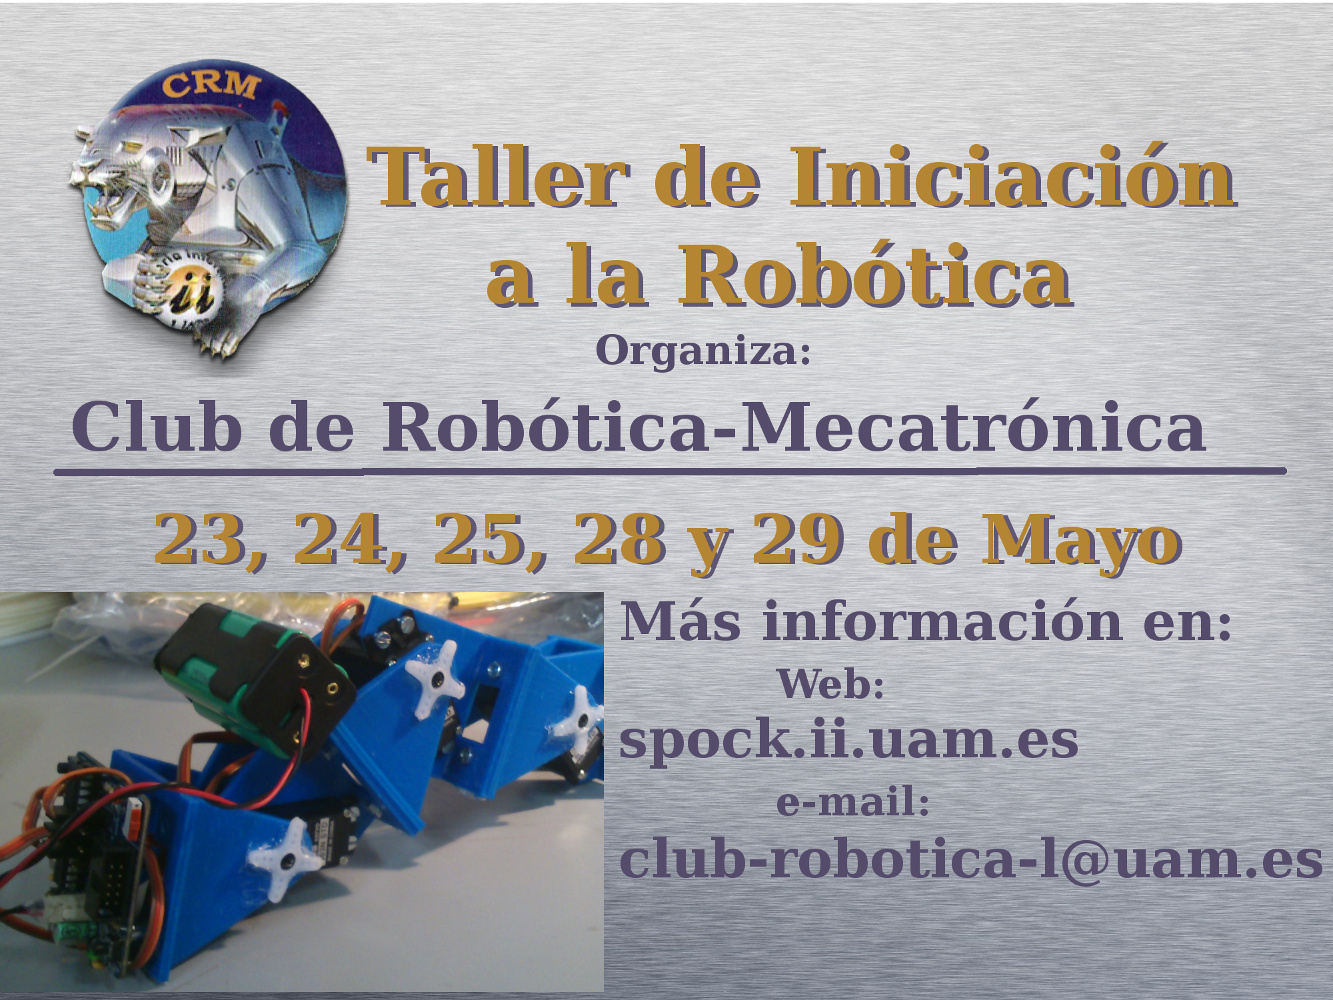 CRM
ii
Taller de Iniciación
a la Robótica
Organiza:
Club de Robótica-Mecatrónica
23, 24, 25, 28 y 29 de Mayo
Más información en:
Web:
spock.ii.uam.es
e-mail:
club-robotica-l@uam.es